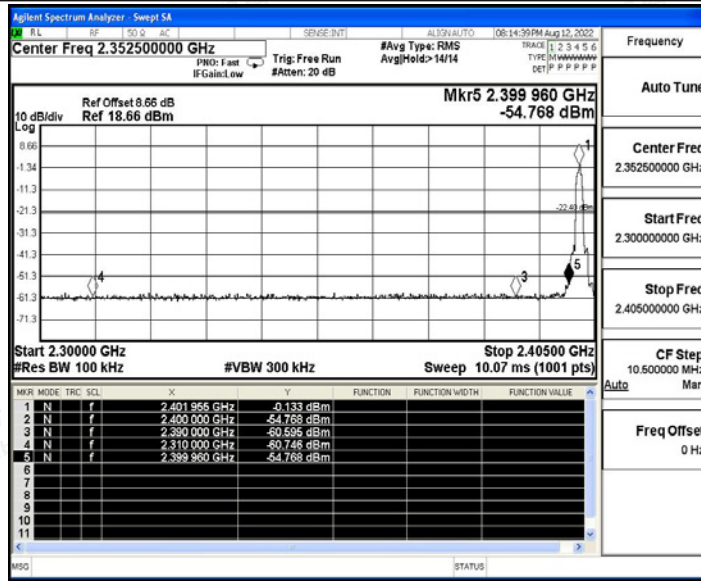 Agilent Spectrum Analyzer - Swept SA
RL RF 50 Ω AC SENSE:INT ALIGN AUTO 08:14:39 PM Aug 12, 2022
Center Freq 2.352500000 GHz #Avg Type: RMS TRACE 1 2 3 4 5 6
PNO: Fast Trig: Free Run Avg|Hold:> 14/14 TYPE M
IFGain:Low #Atten: 20 dB DET P P P P P P
Mkr5 2.399 960 GHz
-54.768 dBm
Ref Offset 8.66 dB
10 dB/div Ref 18.66 dBm
Log
8.66
-1.34
-11.3
-21.3
-31.3
-41.3
-51.3
-61.3
-71.3
1
-22.40 dBm
4
3
5
Start 2.30000 GHz Stop 2.40500 GHz
#Res BW 100 kHz #VBW 300 kHz Sweep 10.07 ms (1001 pts)
MKR MODE TRC SCL X Y FUNCTION FUNCTION WIDTH FUNCTION VALUE
1 N f 2.401 955 GHz -0.133 dBm
2 N f 2.400 000 GHz -54.768 dBm
3 N f 2.390 000 GHz -60.595 dBm
4 N f 2.310 000 GHz -60.746 dBm
5 N f 2.399 960 GHz -54.768 dBm
6
7
8
9
10
11
MSG STATUS
Frequency
Auto Tune
Center Freq
2.352500000 GHz
Start Freq
2.300000000 GHz
Stop Freq
2.405000000 GHz
CF Step
10.500000 MHz
Auto Man
Freq Offset
0 Hz